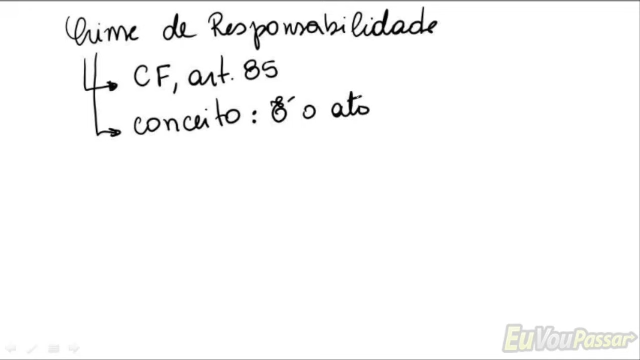 Crime de Responsabilidade
CF, art. 85
conceito: é o ato
EuVouPassar